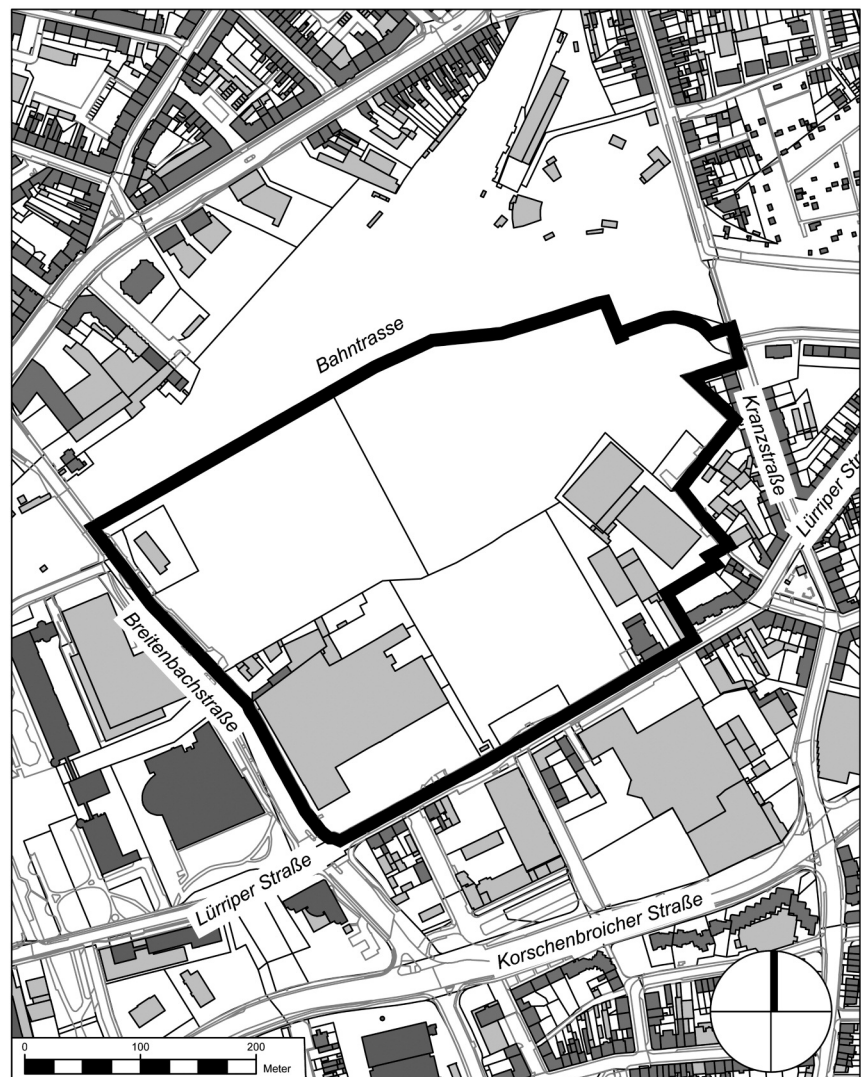 Bahntrasse
Kranzstraße
Lürriper Str
Breitenbachstraße
Lürriper Straße
Korschenbroicher Straße
0 100 200
Meter